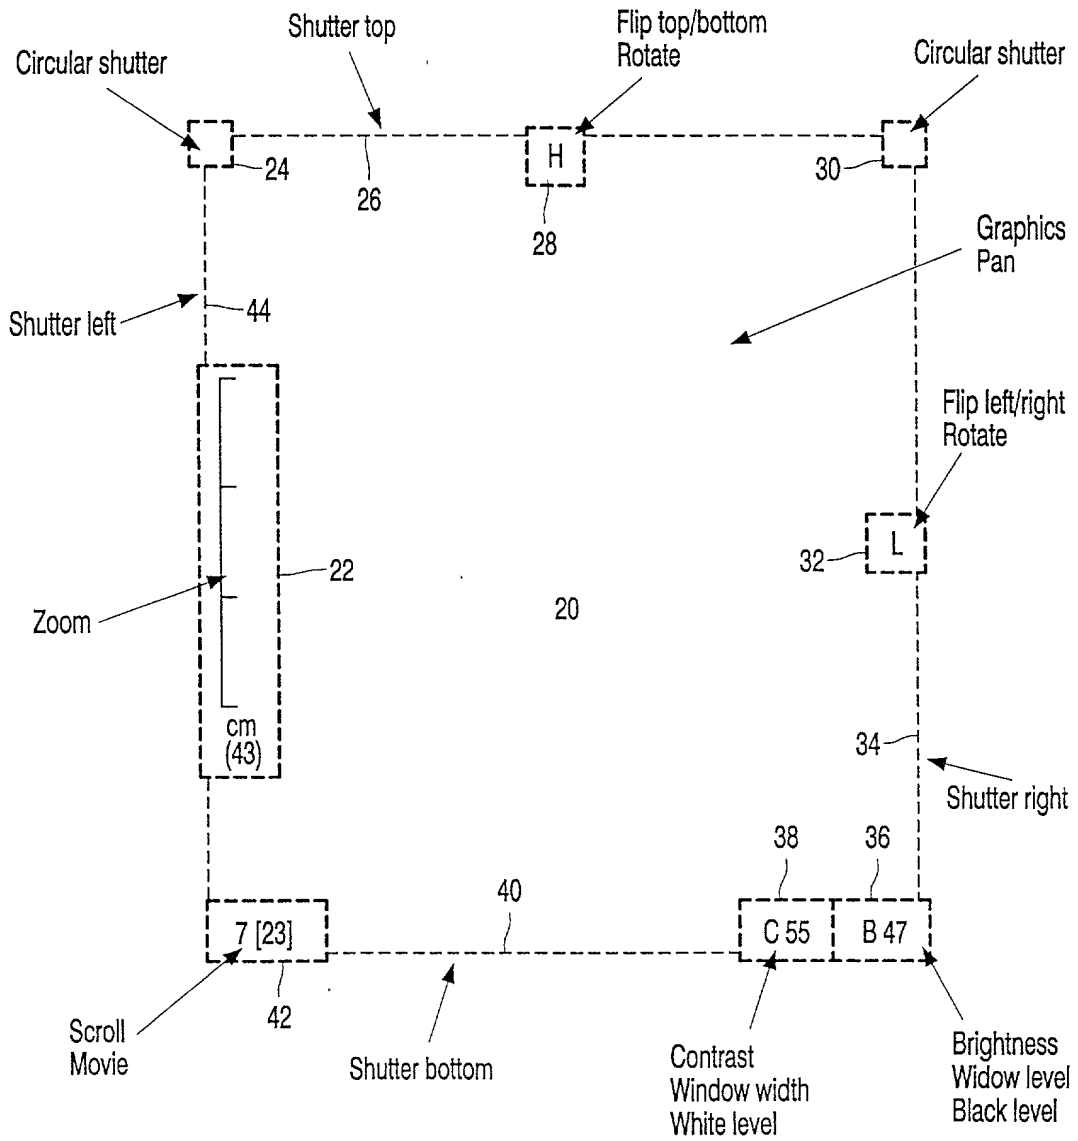 Shutter top
Flip top/bottom
Rotate
Circular shutter
Circular shutter
24
26
H
28
30
Graphics
Pan
Shutter left
44
Flip left/right
Rotate
L
32
22
20
Zoom
cm
(43)
34
Shutter right
38
36
40
7 [23]
C 55
B 47
42
Scroll
Movie
Shutter bottom
Contrast
Window width
White level
Brightness
Widow level
Black level